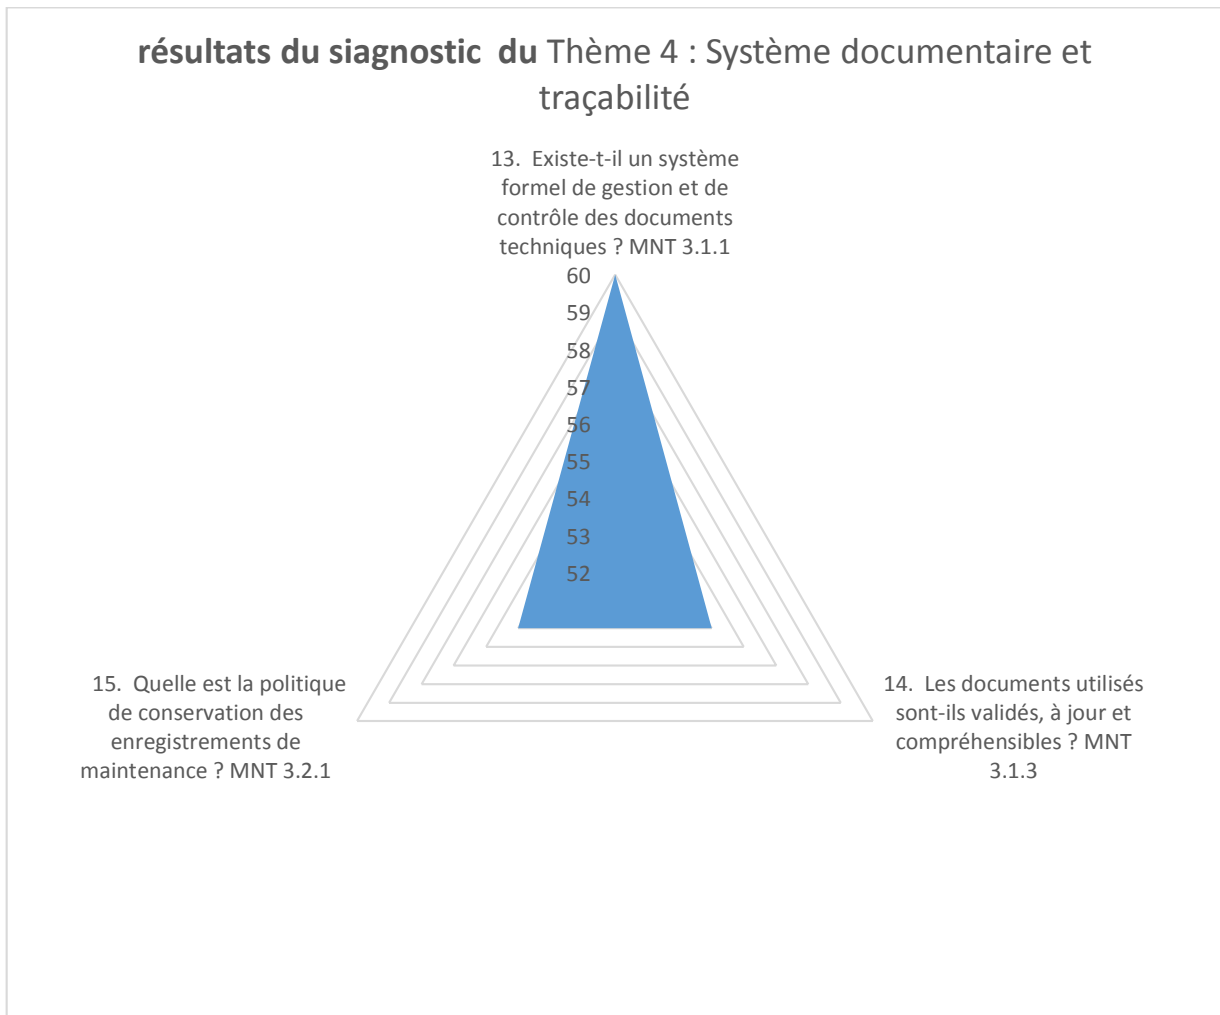 résultats du siagnostic  du Thème 4 : Système documentaire et
traçabilité
13.  Existe-t-il un système
formel de gestion et de
contrôle des documents
techniques ? MNT 3.1.1
60
59
58
57
56
55
54
53
52
15.  Quelle est la politique
de conservation des
enregistrements de
maintenance ? MNT 3.2.1
14.  Les documents utilisés
sont-ils validés, à jour et
compréhensibles ? MNT
3.1.3